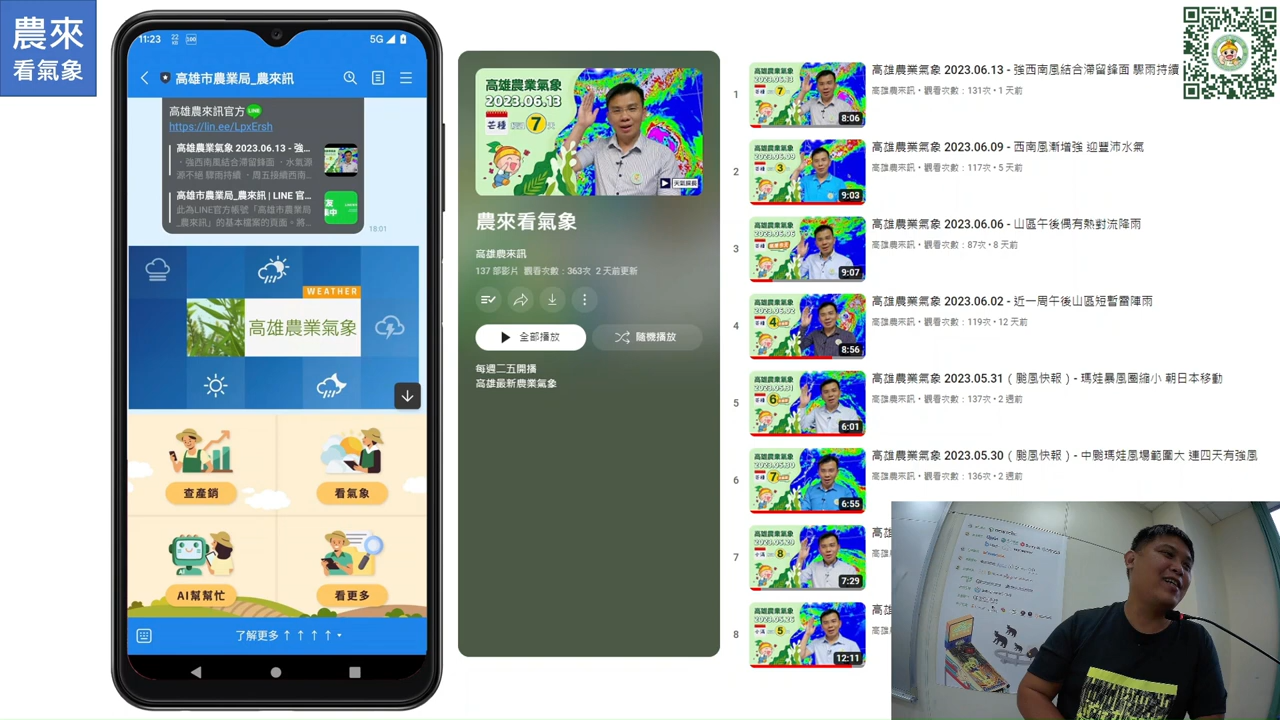 農來
看氣象
11:23
22
KB
100
5G
高雄市農業局_農來訊
高雄農來訊官方
https://lin.ee/LpxErsh
高雄農業氣象 2023.06.13 - 強...
・強西南風結合滯留鋒面 ・水氣源
源不絕 驟雨持續 ・周五接續西南...
高雄市農業局_農來訊 | LINE 官...
此為LINE官方帳號「高雄市農業局
_農來訊」的基本檔案的頁面。將...
18:01
WEATHER
高雄農業氣象
查產銷
看氣象
AI幫幫忙
看更多
了解更多↑↑↑↑
高雄農業氣象
2023.06.13
芒種
7
天氣探長
農來看氣象
高雄農來訊
137 部影片 觀看次數：363次 2 天前更新
全部播放
隨機播放
每週二五開播
高雄最新農業氣象
1
8:06
高雄農業氣象 2023.06.13 - 強西南風結合滯留鋒面 驟雨持續
高雄農來訊・觀看次數：131次・1 天前
2
9:03
高雄農業氣象 2023.06.09 - 西南風漸增強 迎豐沛水氣
高雄農來訊・觀看次數：117次・5 天前
3
9:07
高雄農業氣象 2023.06.06 - 山區午後偶有熱對流降雨
高雄農來訊・觀看次數：87次・8 天前
4
8:56
高雄農業氣象 2023.06.02 - 近一周午後山區短暫雷陣雨
高雄農來訊・觀看次數：119次・12 天前
5
6:01
高雄農業氣象 2023.05.31（颱風快報）- 瑪娃暴風圈縮小 朝日本移動
高雄農來訊・觀看次數：137次・2 週前
6
6:55
高雄農業氣象 2023.05.30（颱風快報）- 中颱瑪娃風場範圍大 連四天有強風
高雄農來訊・觀看次數：136次・2 週前
7
7:29
高
高雄
8
12:11
高
高雄